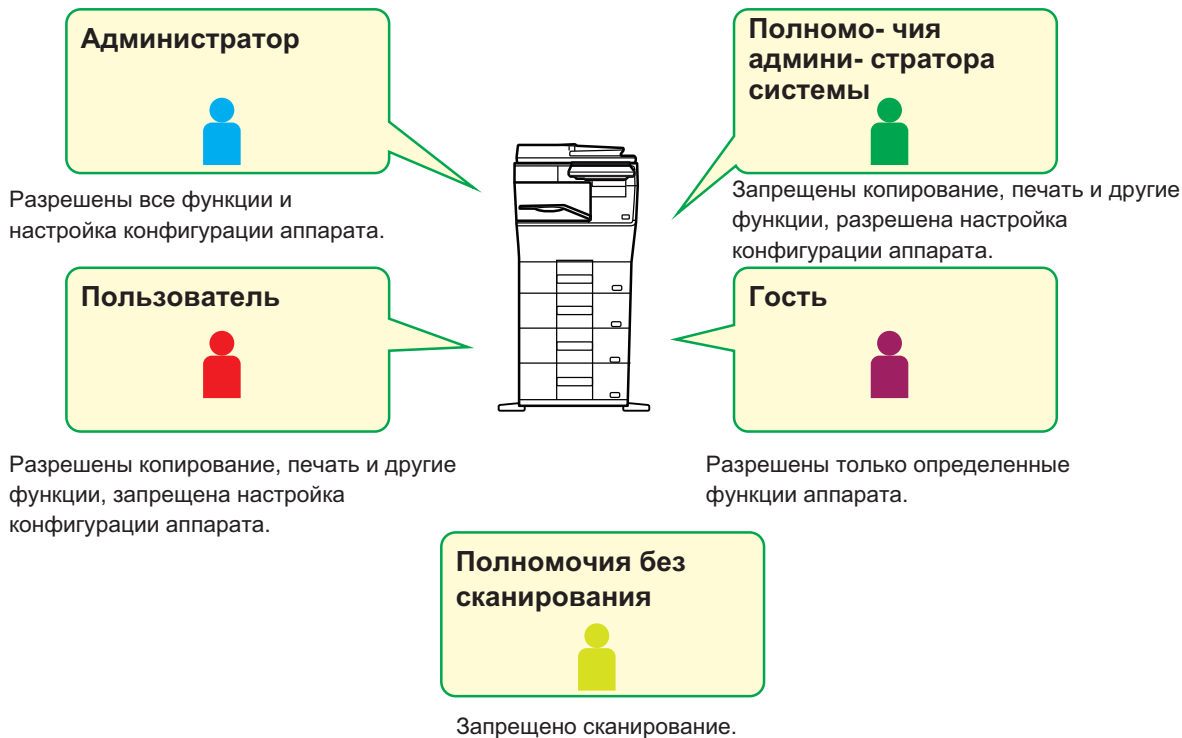 Администратор
Разрешены все функции и
настройка конфигурации аппарата.
Полномо- чия
админи- стратора
системы
Запрещены копирование, печать и другие
функции, разрешена настройка
конфигурации аппарата.
Пользователь
Разрешены копирование, печать и другие
функции, запрещена настройка
конфигурации аппарата.
Гость
Разрешены только определенные
функции аппарата.
Полномочия без
сканирования
Запрещено сканирование.